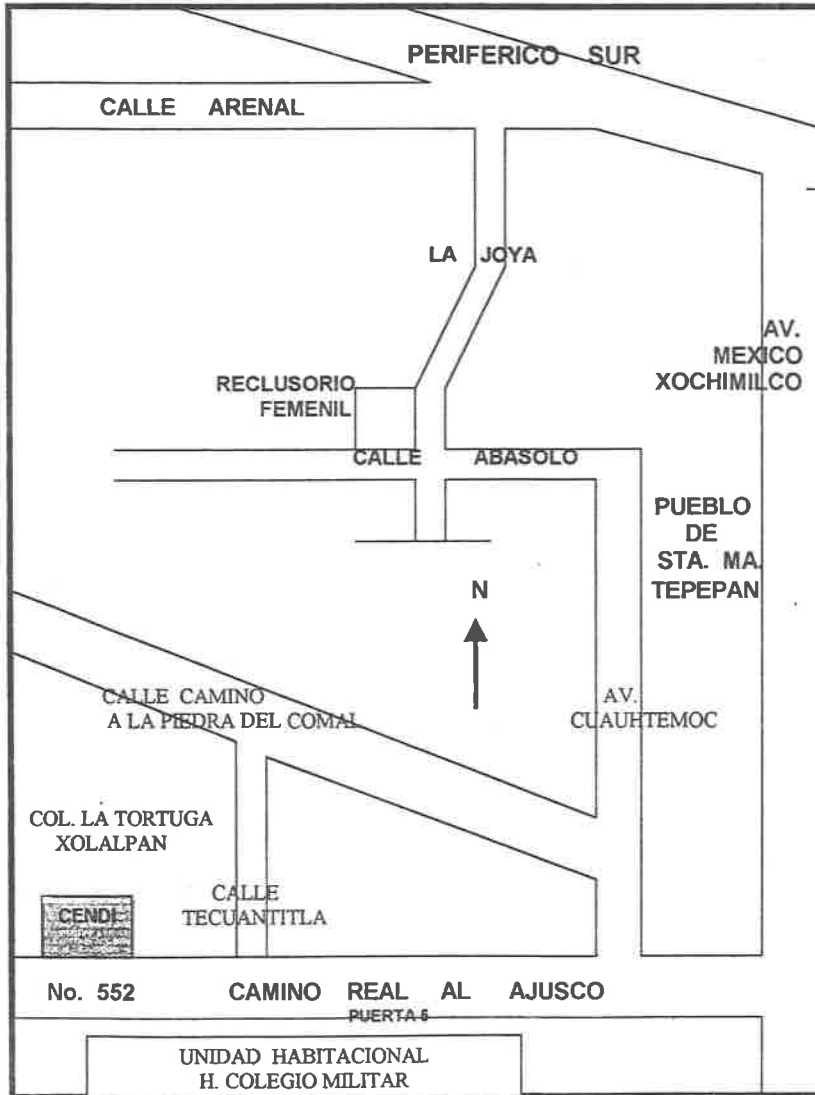 PERIFERICO SUR
CALLE ARENAL
LA JOYA
AV.
MEXICO
XOCHIMILCO
RECLUSORIO
FEMENIL
CALLE ABASOLO
PUEBLO
DE
STA. MA.
TEPEPAN
N
CALLE CAMINO
A LA PIEDRA DEL COMAL
AV.
CUAUHTEMOC
COL. LA TORTUGA
XOLALPAN
CALLE
TECUANTITLA
CENDI
No. 552 CAMINO REAL AL AJUSCO
PUERTA 5
UNIDAD HABITACIONAL
H. COLEGIO MILITAR